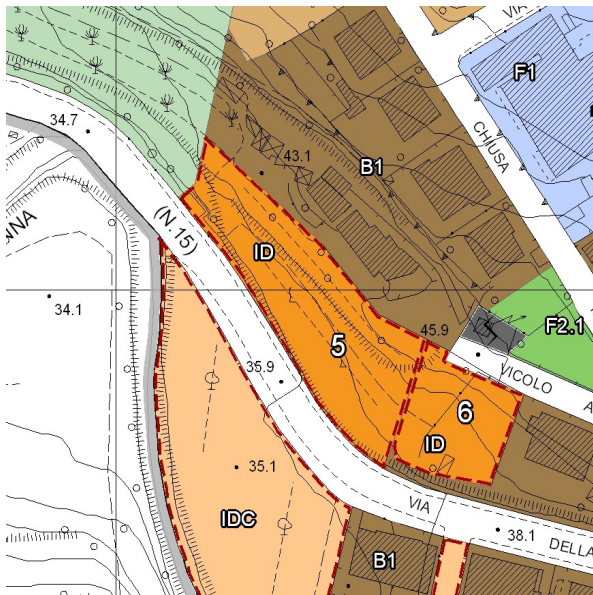 VIA
F1
34.7
CHIUSA
43.1
B1
(N.15)
NNA
ID
34.1
45.9
F2.1
5
VICOLO
A
35.9
6
ID
35.1
VIA
IDC
38.1
DELLA
B1